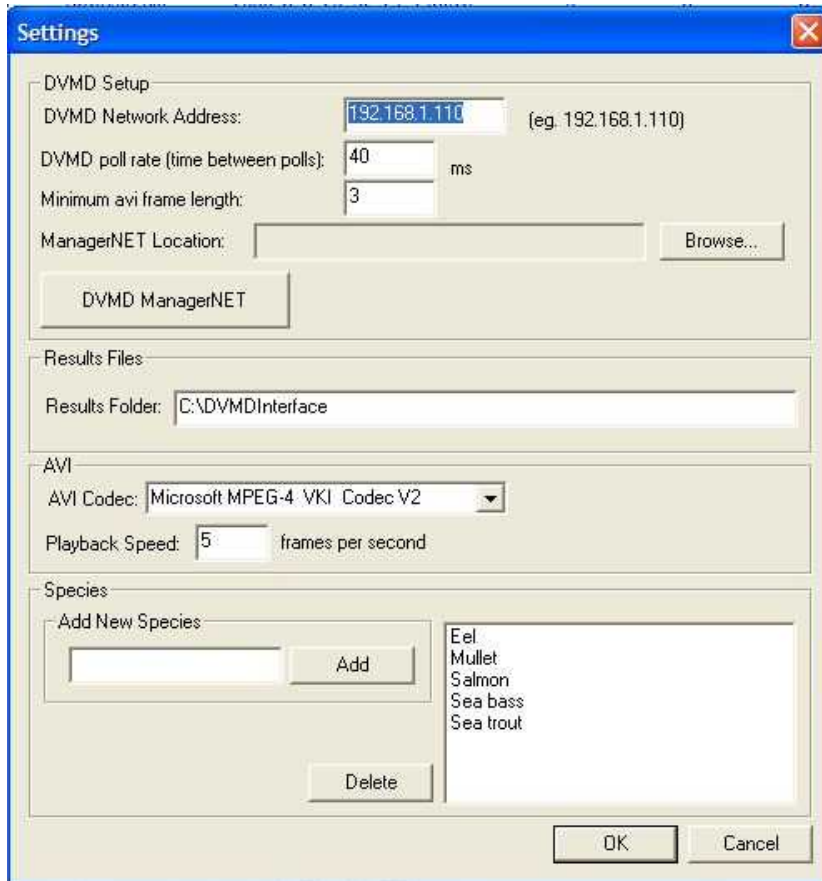 Settings
DVMD Setup
DVMD Network Address: 192.168.1.110 (eg. 192.168.1.110)
DVMD poll rate (time between polls): 40 ms
Minimum avi frame length: 3
ManagerNET Location: Browse...
DVMD ManagerNET
Results Files
Results Folder: C:\DVMDInterface
AVI
AVI Codec: Microsoft MPEG-4 VKI Codec V2
Playback Speed: 5 frames per second
Species
Add New Species
Add
Eel
Mullet
Salmon
Sea bass
Sea trout
Delete
OK Cancel